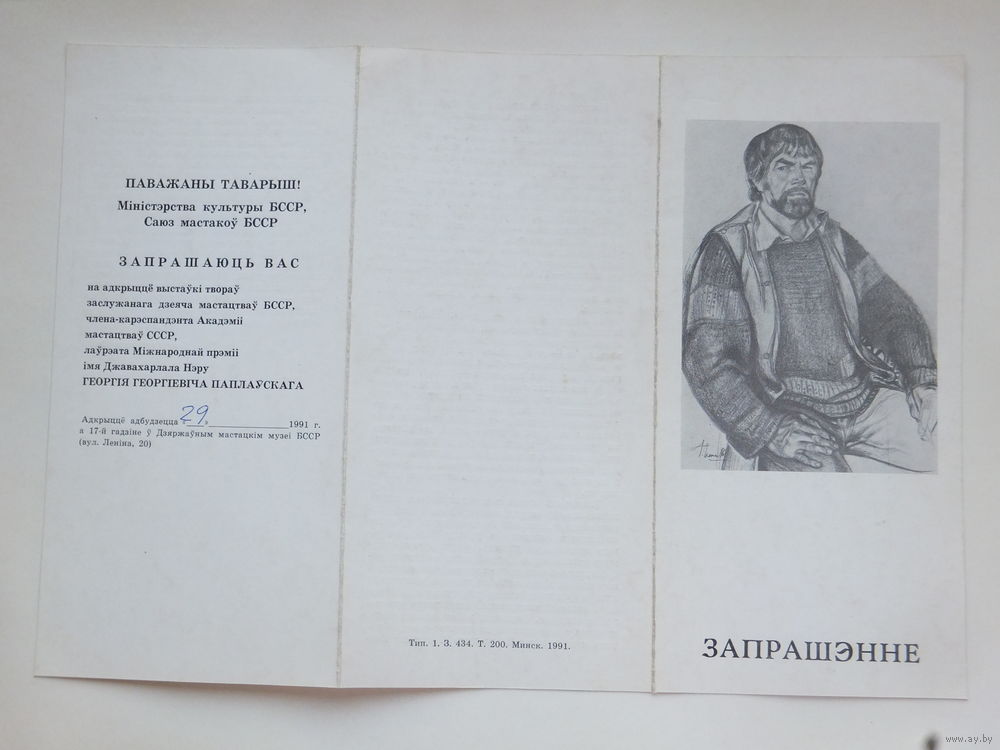 ПАВАЖАНЫ ТАВАРЫШ!
Міністэрства культуры БССР,
Саюз мастакоў БССР
ЗАПРАШАЮЦЬ ВАС
на адкрыццё выстаўкі твораў
заслужанага дзеяча мастацтваў БССР,
члена-карэспандэнта Акадэміі
мастацтваў СССР,
лаўрэата Міжнароднай прэміі
імя Джавахарлала Нэру
ГЕОРГІЯ ГЕОРГІЕВІЧА ПАПЛАЎСКАГА
Адкрыццё адбудзецца 29 1991 г.
а 17-й гадзіне ў Дзяржаўным мастацкім музеі БССР
(вул. Леніна, 20)
Тип. 1. З. 434. Т. 200. Минск. 1991.
ЗАПРАШЭННЕ
www.ay.by